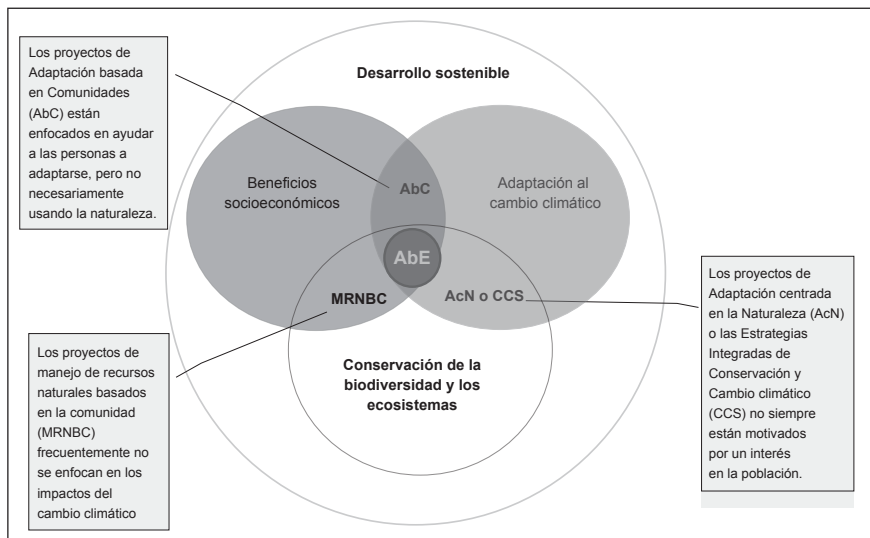 Los proyectos de
Adaptación basada
en Comunidades
(AbC) están
enfocados en ayudar
a las personas a
adaptarse, pero no
necesariamente
usando la naturaleza.
Desarrollo sostenible
Beneficios
socioeconómicos
AbC
Adaptación al
cambio climático
AbE
MRNBC
AcN o CCS
Conservación de la
biodiversidad y los
ecosistemas
Los proyectos de
manejo de recursos
naturales basados
en la comunidad
(MRNBC)
frecuentemente no
se enfocan en los
impactos del
cambio climático
Los proyectos de
Adaptación centrada
en la Naturaleza (AcN)
o las Estrategias
Integradas de
Conservación y
Cambio climático
(CCS) no siempre
están motivados
por un interés
en la población.